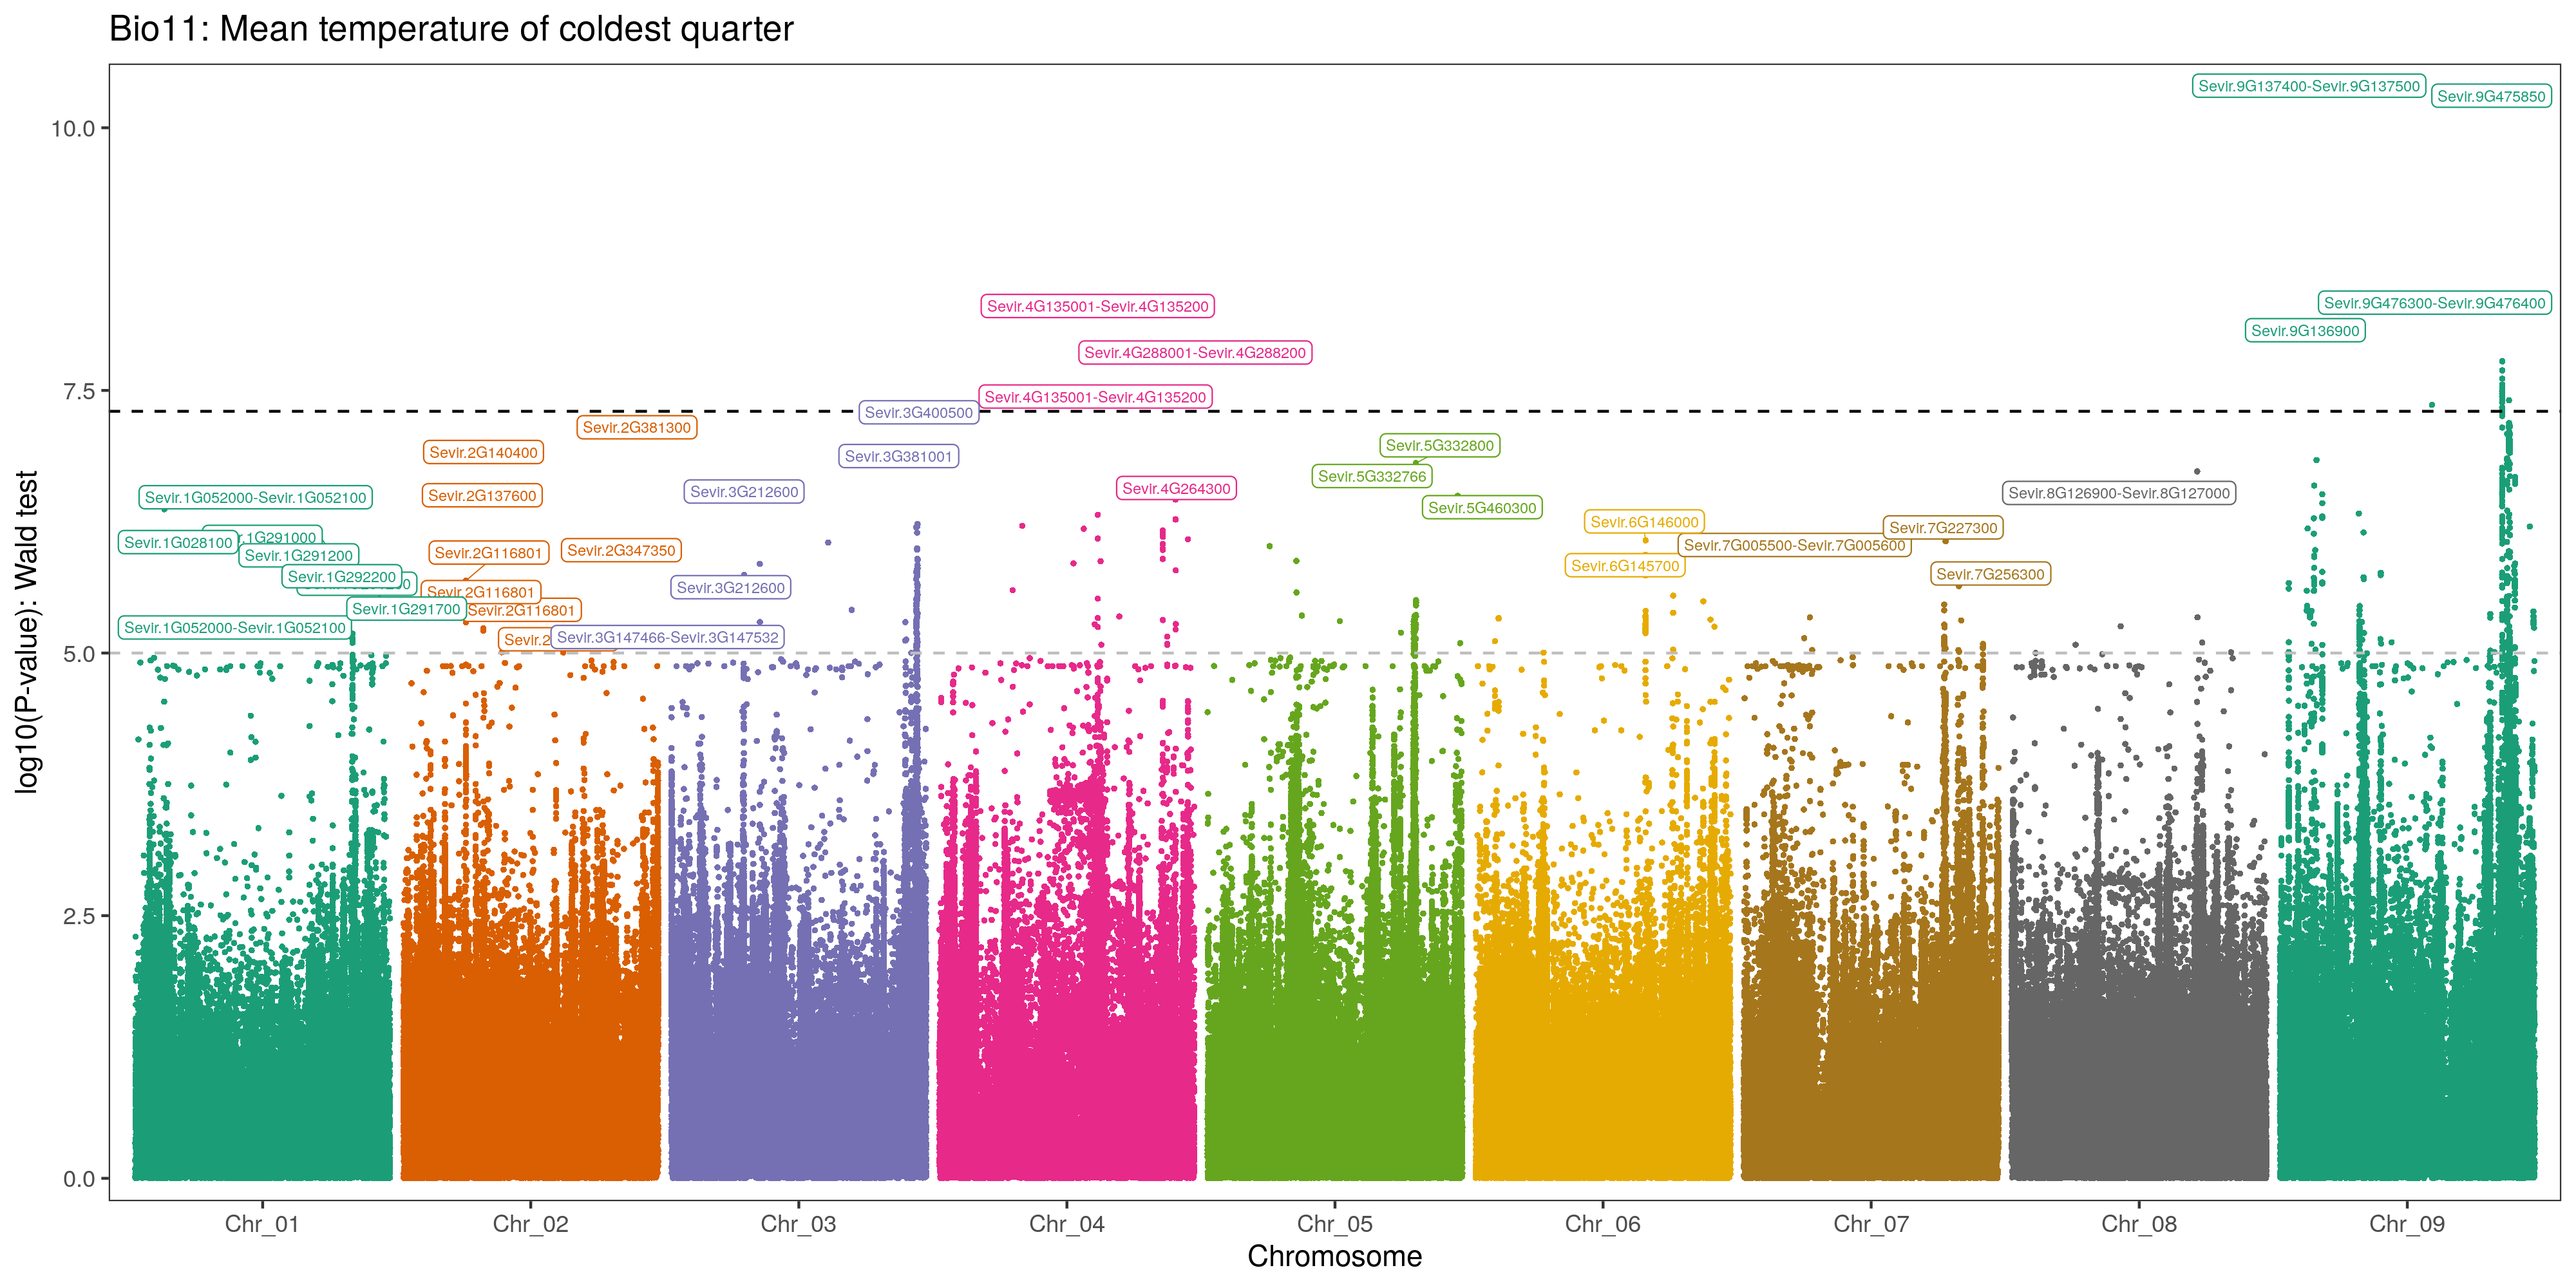 Bio11: Mean temperature of coldest quarter
log10(P-value): Wald test
10.0
7.5
5.0
2.5
0.0
Sevir.9G137400-Sevir.9G137500
Sevir.9G475850
Sevir.9G476300-Sevir.9G476400
Sevir.4G135001-Sevir.4G135200
Sevir.9G136900
Sevir.4G288001-Sevir.4G288200
Sevir.4G135001-Sevir.4G135200
Sevir.3G400500
Sevir.2G381300
Sevir.5G332800
Sevir.2G140400
Sevir.3G381001
Sevir.5G332766
Sevir.4G264300
Sevir.3G212600
Sevir.8G126900-Sevir.8G127000
Sevir.1G052000-Sevir.1G052100
Sevir.2G137600
Sevir.5G460300
Sevir.6G146000
Sevir.7G227300
.1G291000
Sevir.1G028100
Sevir.7G005500-Sevir.7G005600
Sevir.2G347350
Sevir.2G116801
Sevir.1G291200
Sevir.6G145700
Sevir.7G256300
Sevir.1G292200
Sevir.3G212600
Sevir.2G116801
Sevir.1G291700
Sevir.2G116801
Sevir.1G052000-Sevir.1G052100
Sevir.3G147466-Sevir.3G147532
Sevir.2
Chr_01
Chr_02
Chr_03
Chr_04
Chr_05
Chr_06
Chr_07
Chr_08
Chr_09
Chromosome